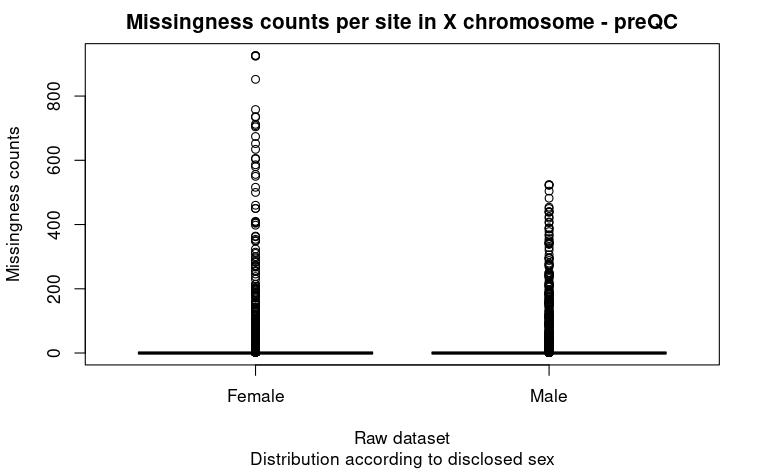 Missingness counts per site in X chromosome - preQC
Missingness counts
800
600
400
200
0
Female Male
Raw dataset
Distribution according to disclosed sex